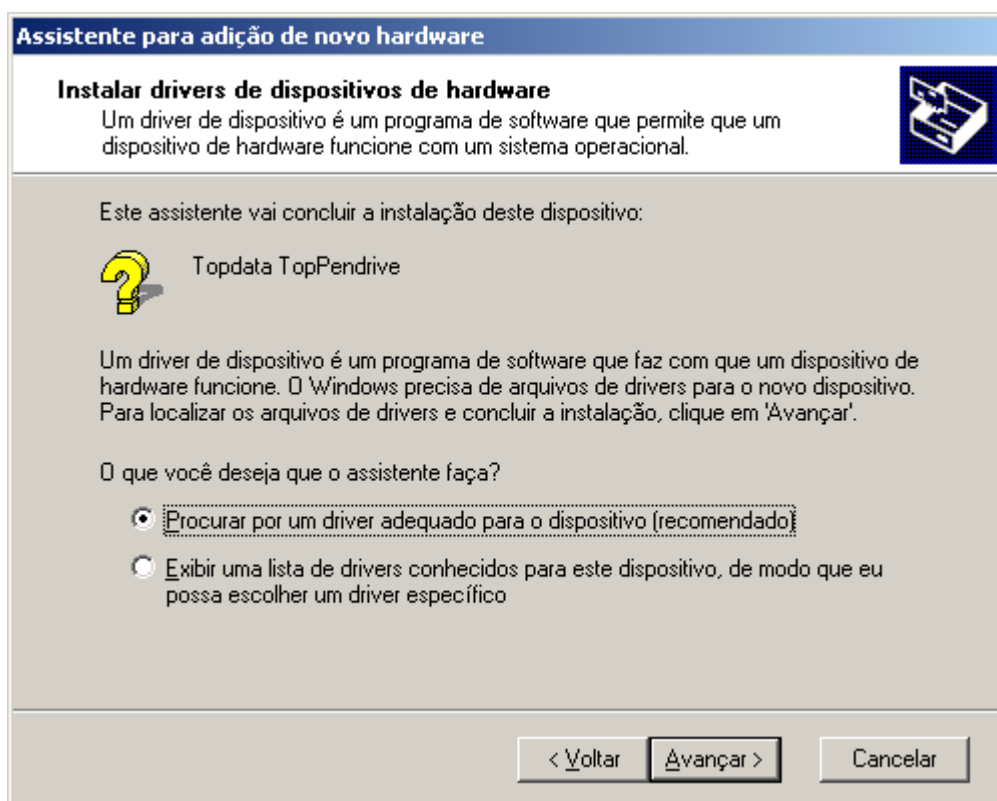 Assistente para adição de novo hardware
Instalar drivers de dispositivos de hardware
Um driver de dispositivo é um programa de software que permite que um
dispositivo de hardware funcione com um sistema operacional.
Este assistente vai concluir a instalação deste dispositivo:
Topdata TopPendrive
Um driver de dispositivo é um programa de software que faz com que um dispositivo de
hardware funcione. O Windows precisa de arquivos de drivers para o novo dispositivo.
Para localizar os arquivos de drivers e concluir a instalação, clique em 'Avançar'.
O que você deseja que o assistente faça?
Procurar por um driver adequado para o dispositivo (recomendado)
Exibir uma lista de drivers conhecidos para este dispositivo, de modo que eu
possa escolher um driver específico
< Voltar Avançar > Cancelar